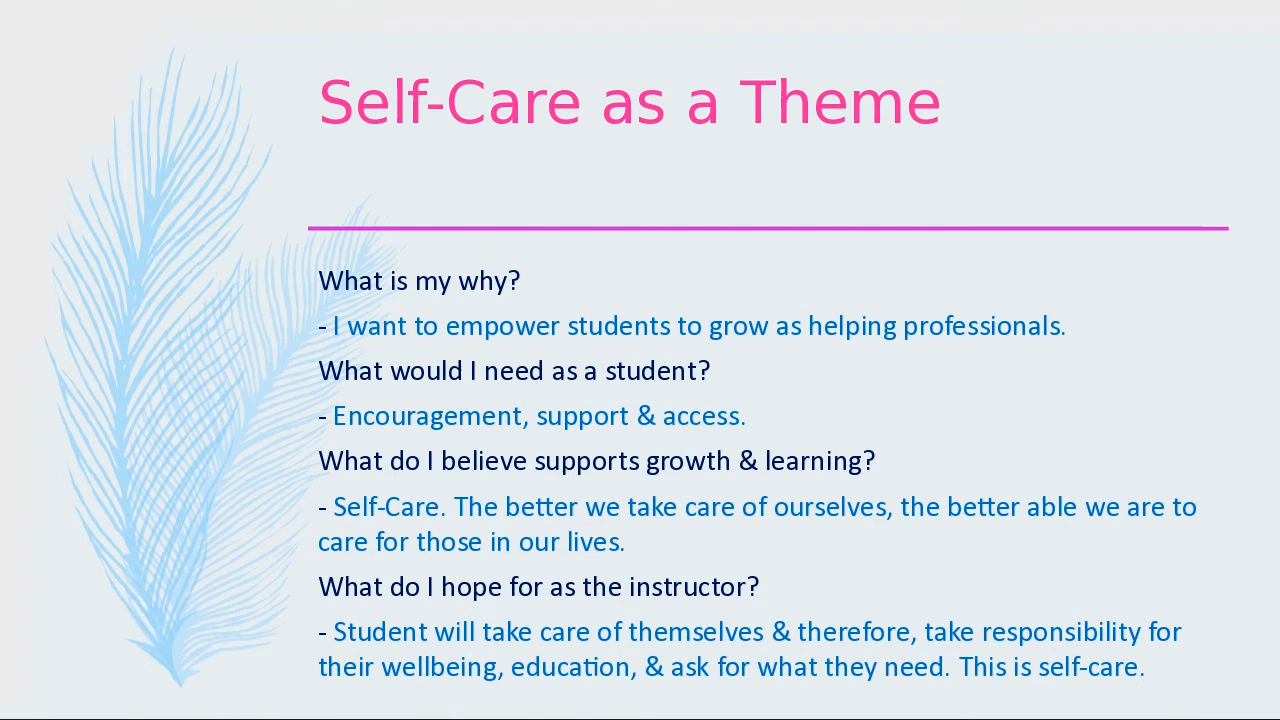 Self-Care as a Theme
What is my why?
- I want to empower students to grow as helping professionals.
What would I need as a student?
- Encouragement, support & access.
What do I believe supports growth & learning?
- Self-Care. The better we take care of ourselves, the better able we are to
care for those in our lives.
What do I hope for as the instructor?
- Student will take care of themselves & therefore, take responsibility for
their wellbeing, education, & ask for what they need. This is self-care.